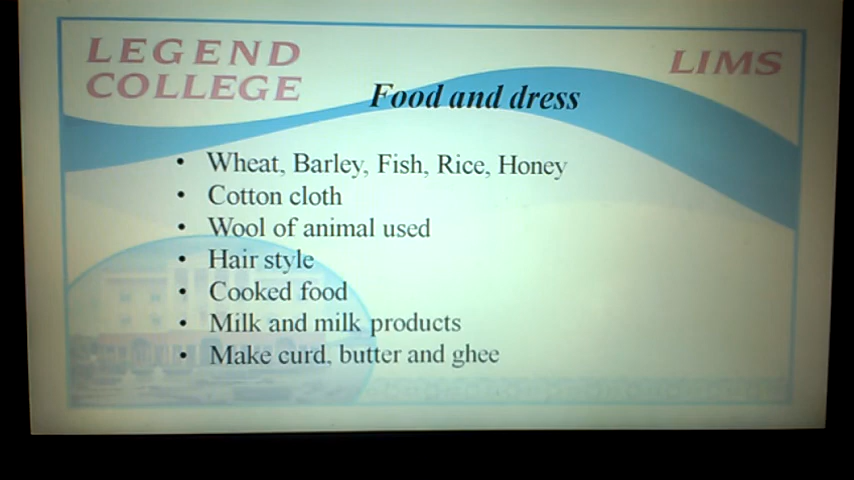 LEGEND
COLLEGE
LIMS
Food and dress
• Wheat, Barley, Fish, Rice, Honey
• Cotton cloth
• Wool of animal used
• Hair style
• Cooked food
• Milk and milk products
• Make curd, butter and ghee